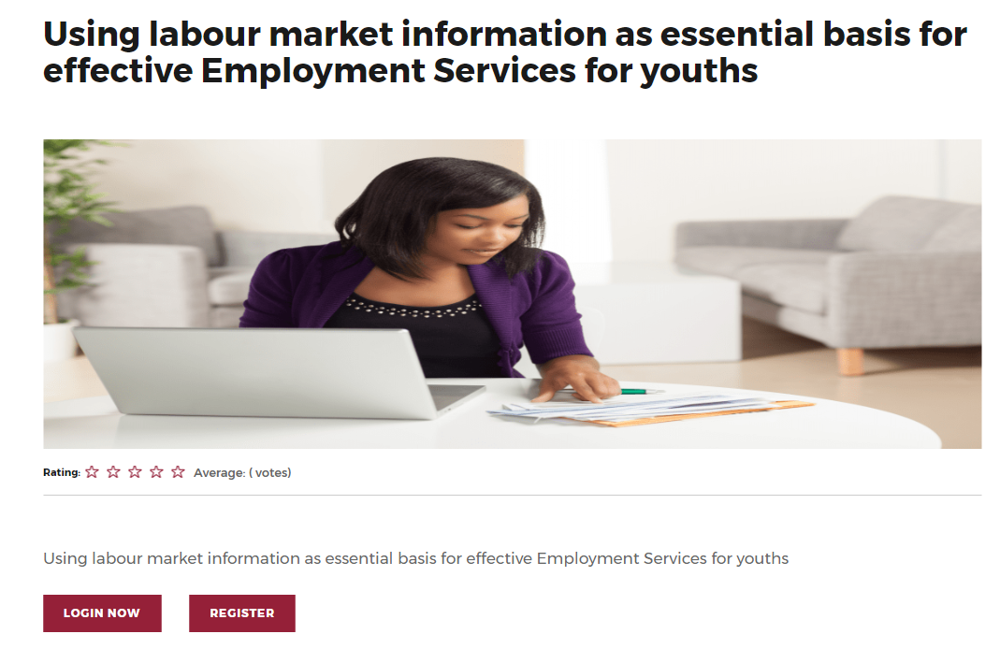 Using labour market information as essential basis for
effective Employment Services for youths
Rating: Average: ( votes)
Using labour market information as essential basis for effective Employment Services for youths
LOGIN NOW REGISTER